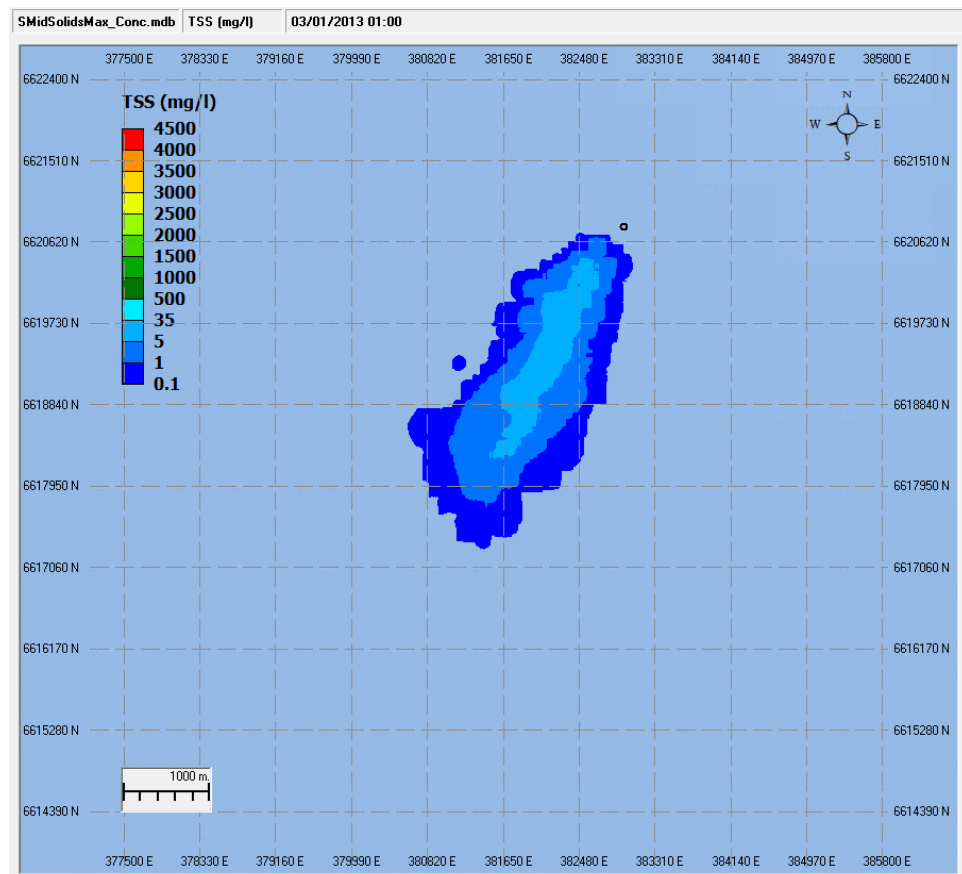 SMidSolidsMax_Conc.mdb TSS (mg/l) 03/01/2013 01:00
377500 E 378330 E 379160 E 379990 E 380820 E 381650 E 382480 E 383310 E 384140 E 384970 E 385800 E
6622400 N 6622400 N
TSS (mg/l)
N
W E
S
4500
4000
6621510 N 6621510 N
3500
3000
2500
2000
6620620 N 6620620 N
1500
1000
500
35
6619730 N 6619730 N
5
1
0.1
6618840 N 6618840 N
6617950 N 6617950 N
6617060 N 6617060 N
6616170 N 6616170 N
6615280 N 6615280 N
1000 m.
6614390 N 6614390 N
377500 E 378330 E 379160 E 379990 E 380820 E 381650 E 382480 E 383310 E 384140 E 384970 E 385800 E